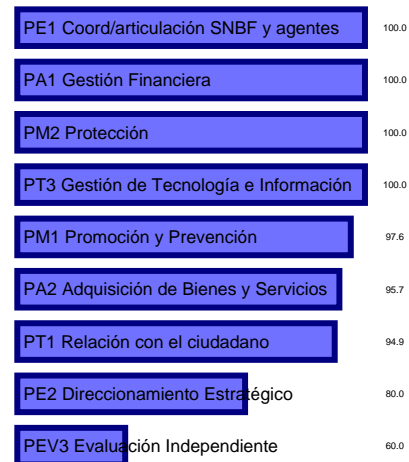 PE1 Coord/articulación SNBF y agentes 100.0
PA1 Gestión Financiera 100.0
PM2 Protección 100.0
PT3 Gestión de Tecnología e Información 100.0
PM1 Promoción y Prevención 97.6
PA2 Adquisición de Bienes y Servicios 95.7
PT1 Relación con el ciudadano 94.9
PE2 Direccionamiento Estratégico 80.0
PEV3 Evaluación Independiente 60.0